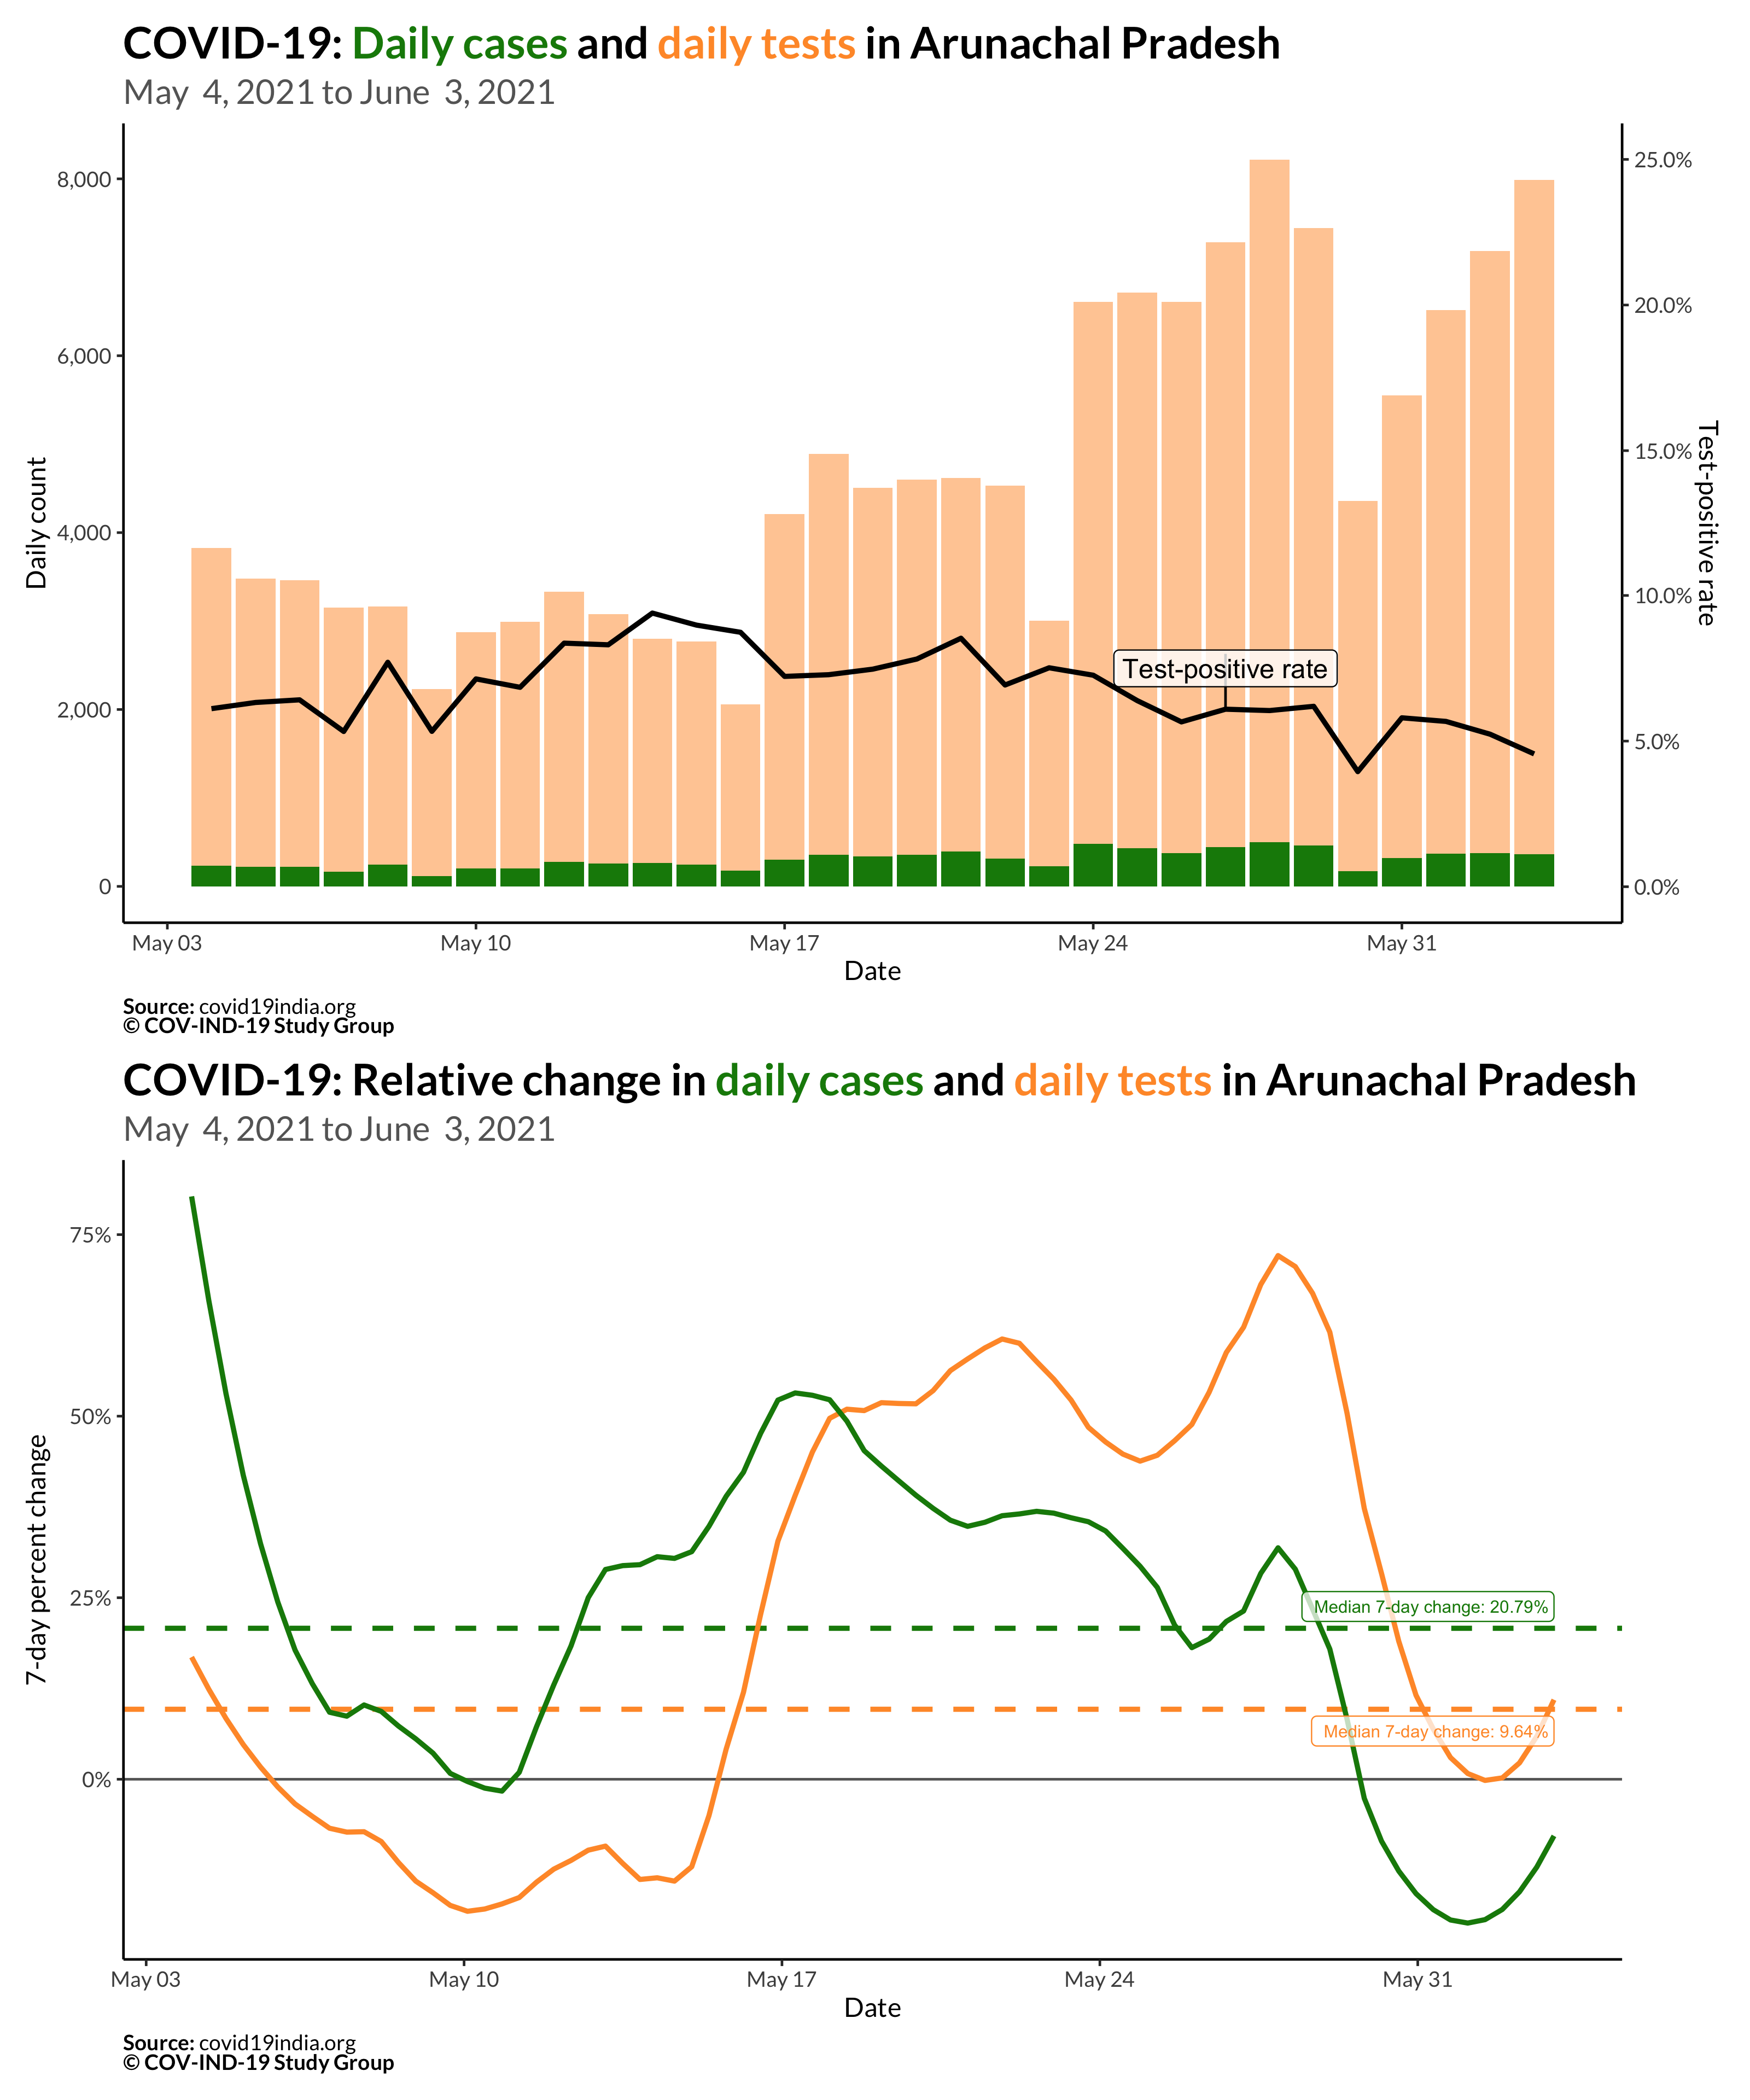 COVID-19: Daily cases and daily tests in Arunachal Pradesh
May  4, 2021 to June  3, 2021
8,000
6,000
4,000
2,000
0
Daily count
25.0%
20.0%
15.0%
10.0%
5.0%
0.0%
Test-positive rate
Test-positive rate
May 03 May 10 May 17 May 24 May 31
Date
Source: covid19india.org
© COV-IND-19 Study Group
COVID-19: Relative change in daily cases and daily tests in Arunachal Pradesh
May  4, 2021 to June  3, 2021
75%
50%
25%
0%
7-day percent change
Median 7-day change: 20.79%
Median 7-day change: 9.64%
May 03 May 10 May 17 May 24 May 31
Date
Source: covid19india.org
© COV-IND-19 Study Group